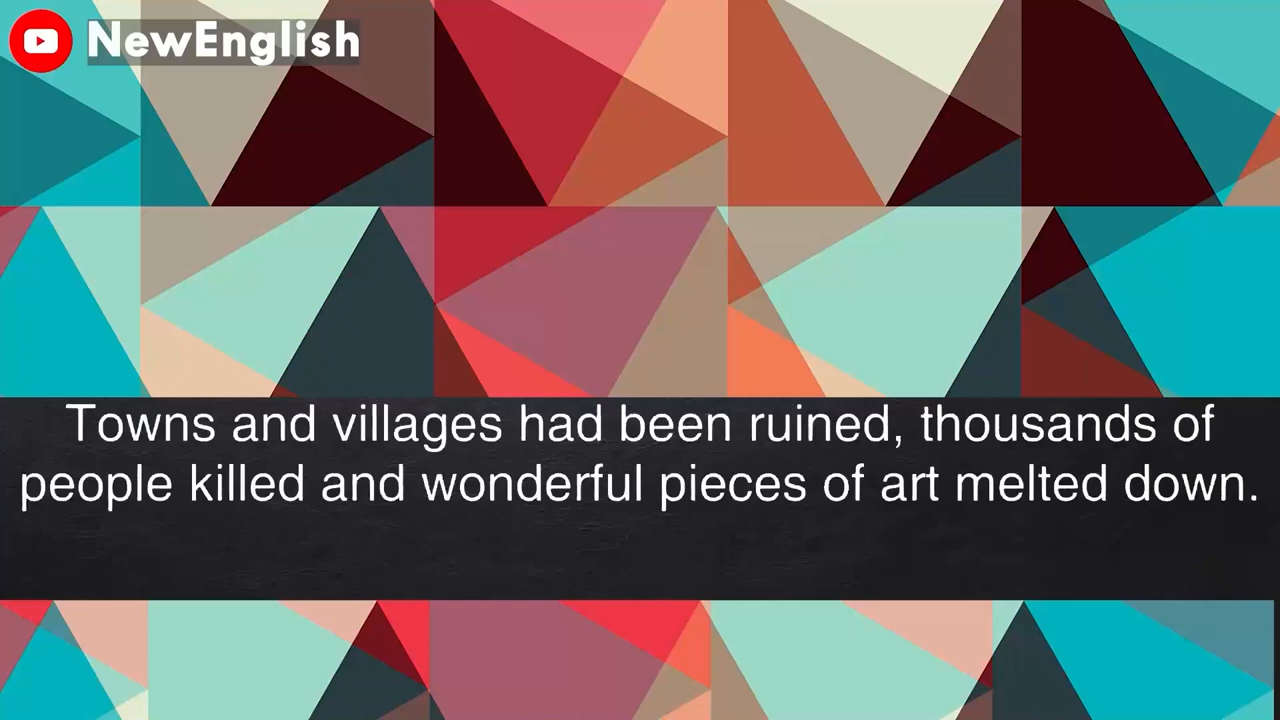 NewEnglish
Towns and villages had been ruined, thousands of
people killed and wonderful pieces of art melted down.